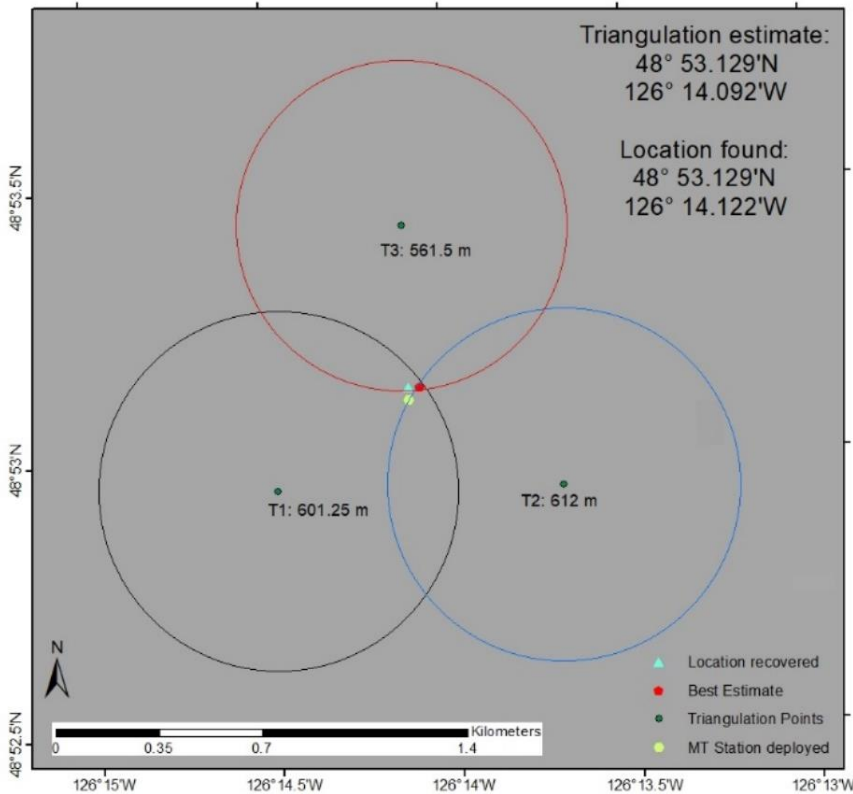 Triangulation estimate:
48° 53.129'N
126° 14.092'W
Location found:
48° 53.129'N
126° 14.122'W
48°53.5'N
T3: 561.5 m
48°53'N
T1: 601.25 m
T2: 612 m
N
Location recovered
Best Estimate
Triangulation Points
MT Station deployed
Kilometers
0 0.35 0.7 1.4
48°52.5'N
126°15'W 126°14.5'W 126°14'W 126°13.5'W 126°13'W